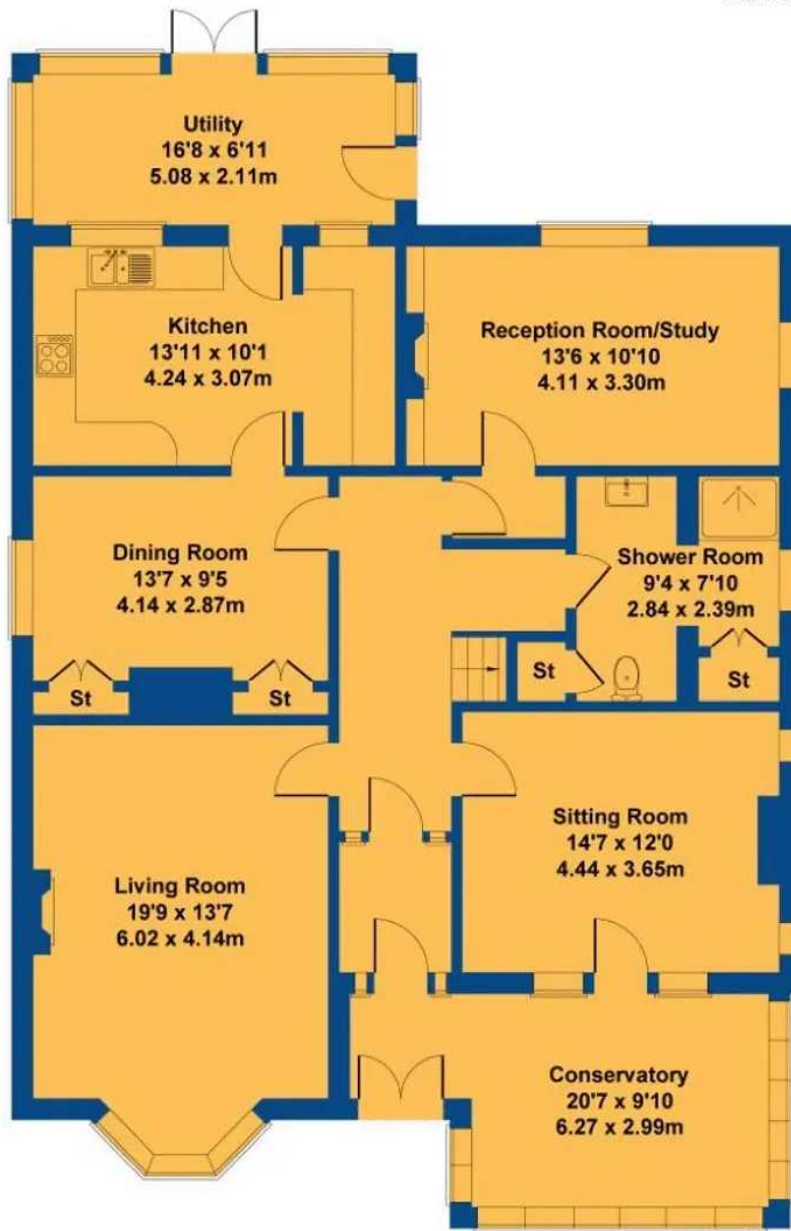 Utility
16'8 x 6'11
5.08 x 2.11m
Kitchen
13'11 x 10'1
4.24 x 3.07m
Reception Room/Study
13'6 x 10'10
4.11 x 3.30m
Dining Room
13'7 x 9'5
4.14 x 2.87m
Shower Room
9'4 x 7'10
2.84 x 2.39m
St
St
St
St
Living Room
19'9 x 13'7
6.02 x 4.14m
Sitting Room
14'7 x 12'0
4.44 x 3.65m
Conservatory
20'7 x 9'10
6.27 x 2.99m